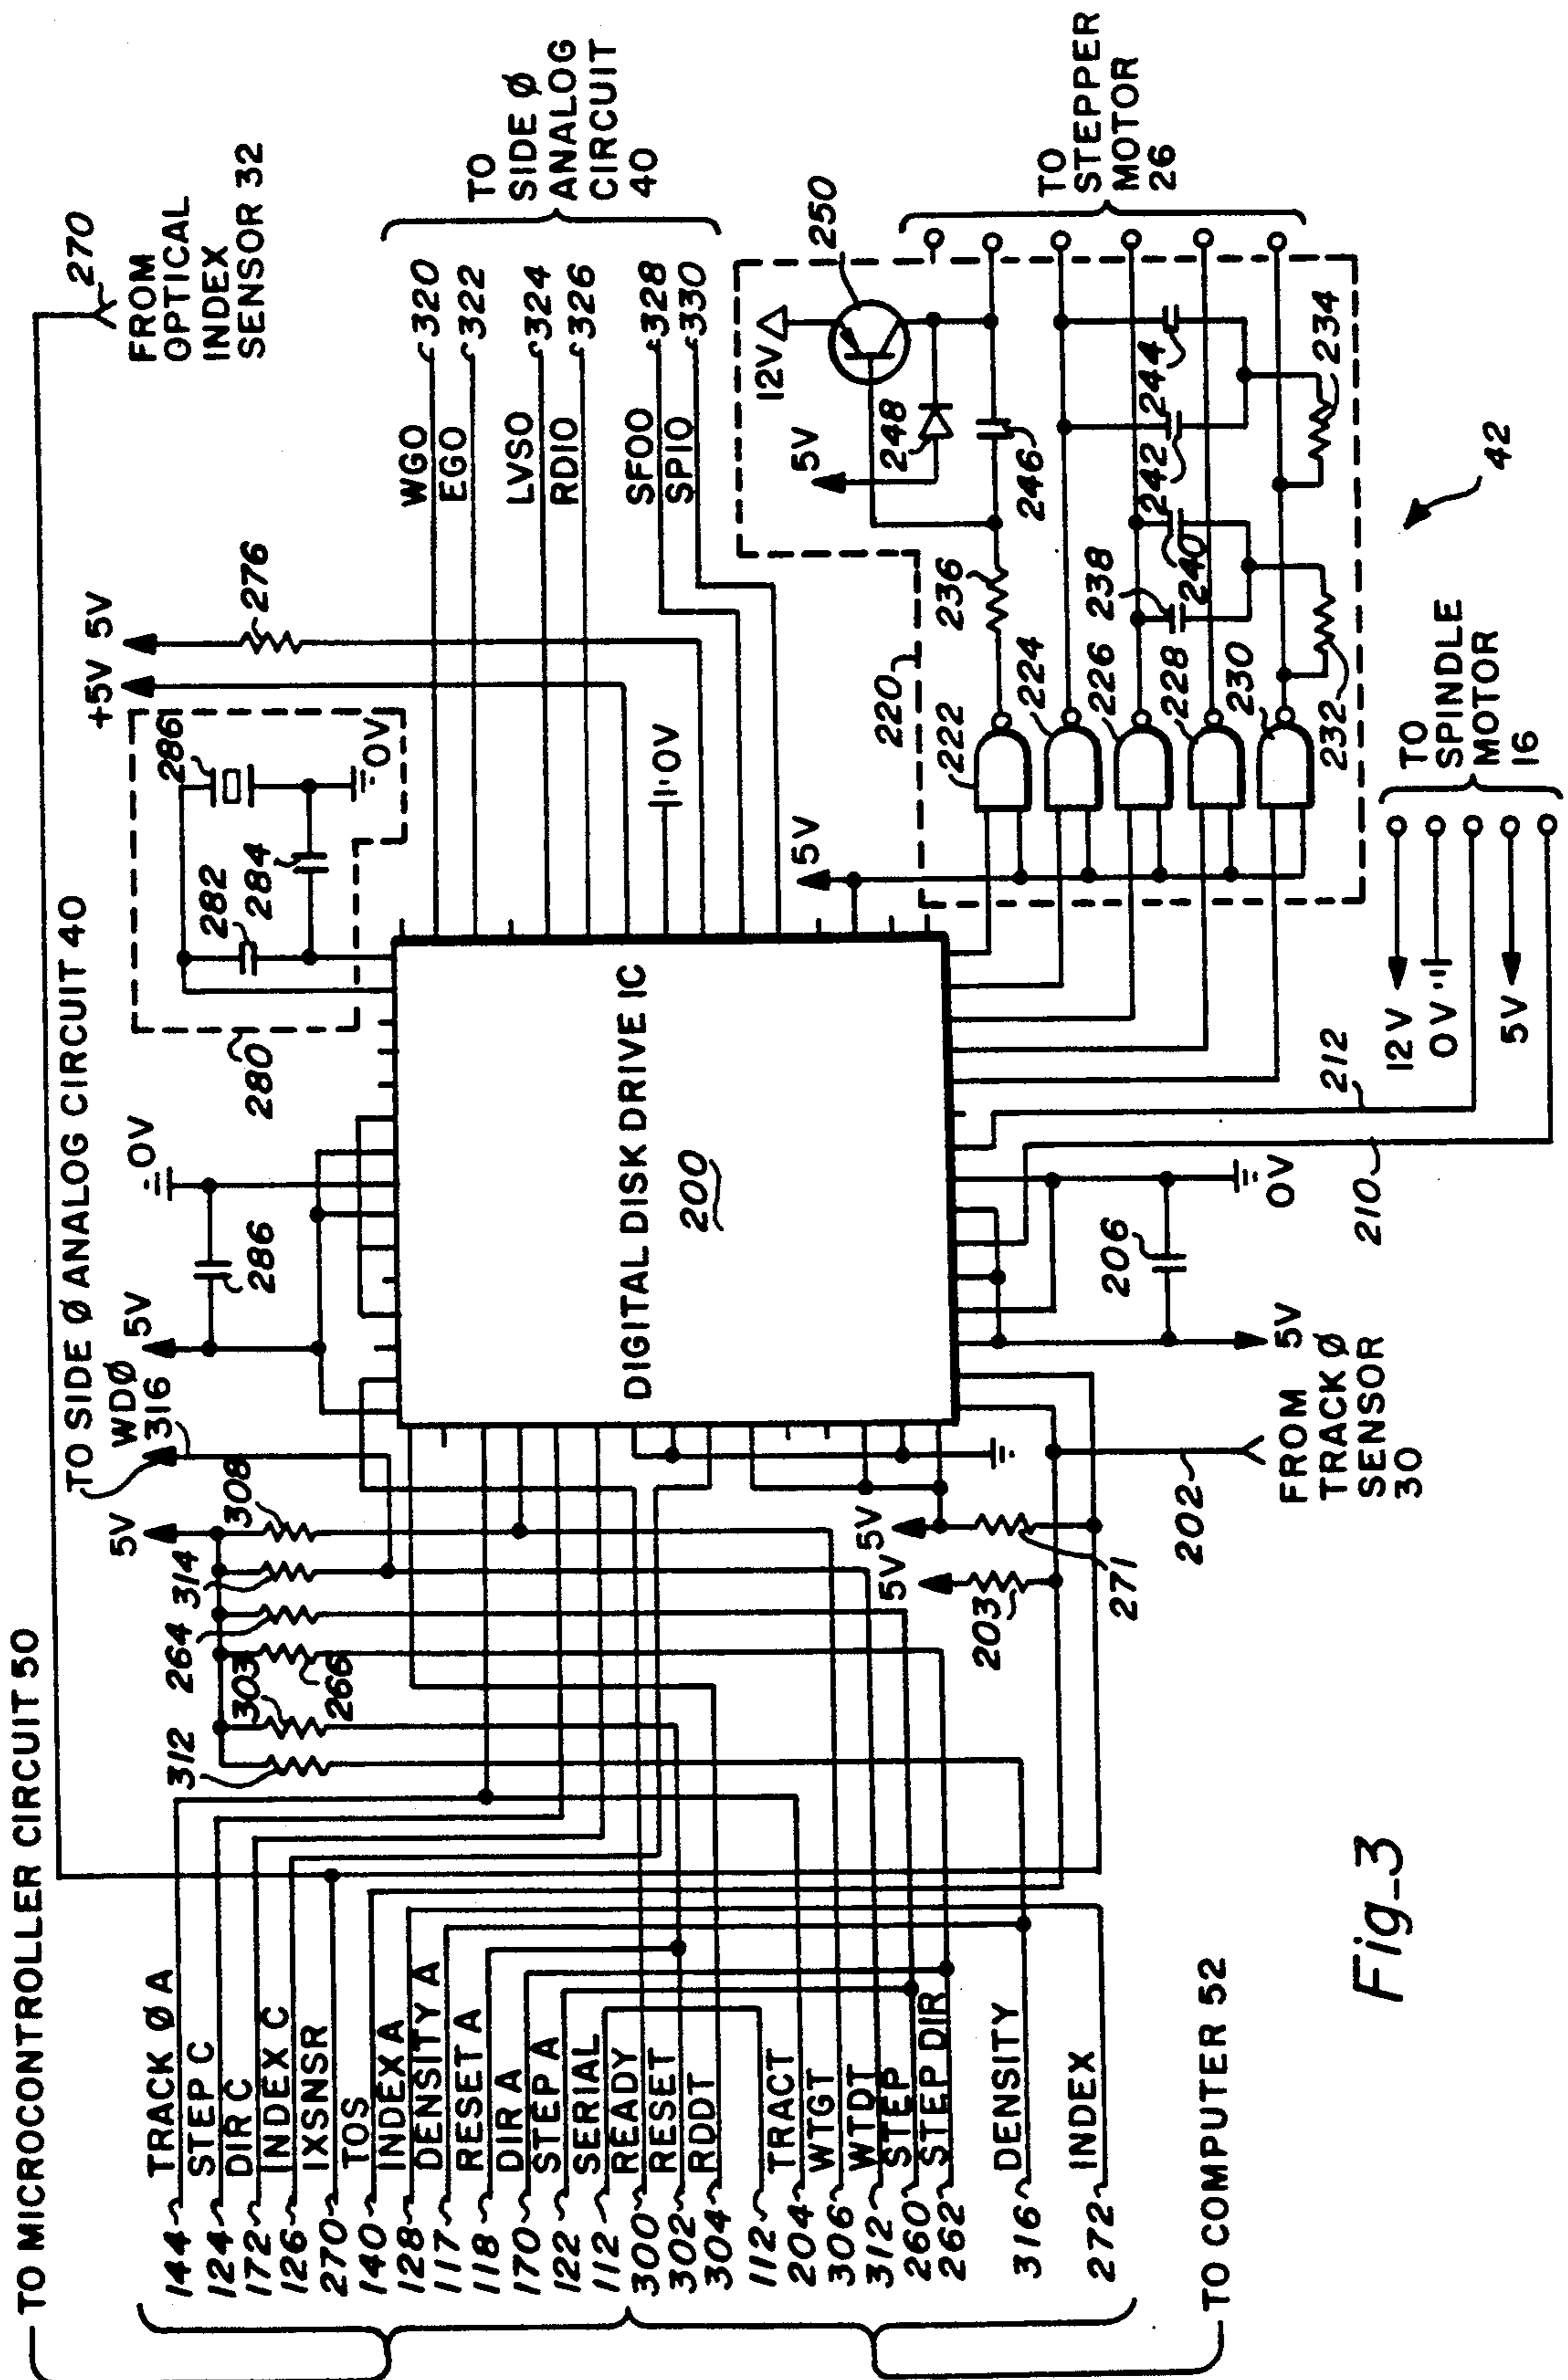 TO MICROCONTROLLER CIRCUIT 50
144 TRACK Ø A
124 STEP C
172 DIR C
126 INDEX C
270 IXSNSR
140 TOS
128 INDEX A
117 DENSITY A
118 RESET A
170 DIR A
122 STEP A
112 SERIAL
300 READY
302 RESET
304 RDDT
112
204 TRACT
306 WTGT
312 WTDT
260 STEP
262 STEP DIR
316 DENSITY
272 INDEX
TO COMPUTER 52
312
303
266
264
314
308
5V
TO SIDE Ø ANALOG CIRCUIT 40
WDØ
316
5V
286
0V
280
282
284
286
0V
+5V
5V
276
270
FROM
OPTICAL
INDEX
SENSOR 32
WGO 320
EGO 322
LVSO 324
RDIO 326
SFOO 328
SPIO 330
TO
SIDE Ø
ANALOG
CIRCUIT
40
0V
5V
DIGITAL DISK DRIVE IC
200
5V
5V
203
271
202
FROM
TRACK Ø
SENSOR
30
5V
206
0V
210
212
12V
0V
5V
TO
SPINDLE
MOTOR
16
220
222
224
226
228
230
232
234
236
238
240
242
244
246
248
5V
12V
250
TO
STEPPER
MOTOR
26
42
Fig_3